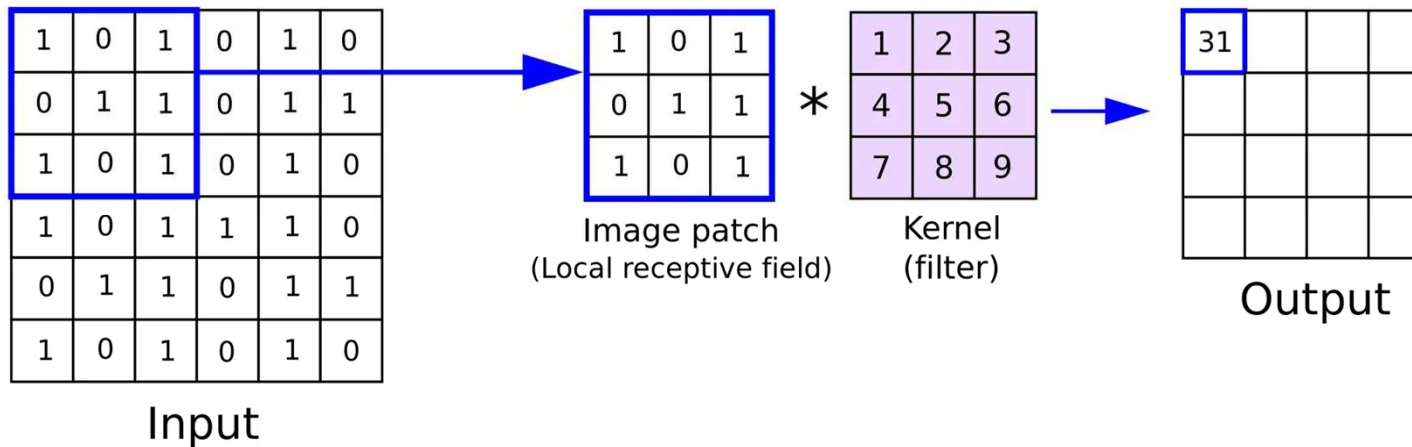 1 0 1 0 1 0
0 1 1 0 1 1
1 0 1 0 1 0
1 0 1 1 1 0
0 1 1 0 1 1
1 0 1 0 1 0
Input
1 0 1
0 1 1
1 0 1
Image patch
(Local receptive field)
*
1 2 3
4 5 6
7 8 9
Kernel
(filter)
31
Output